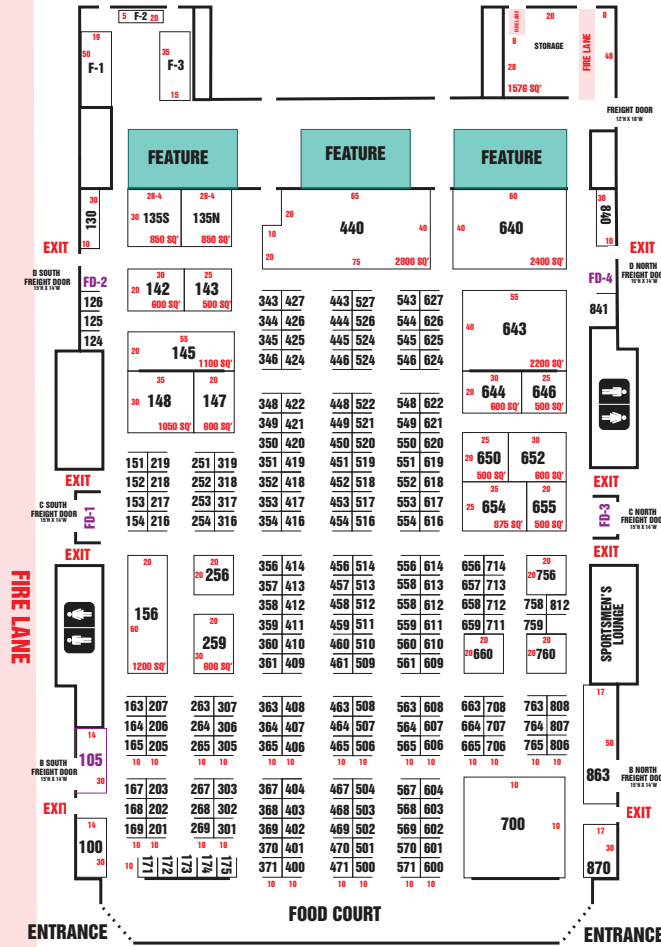 5 F-2 20
19
50
F-1
35
F-3
15
FIRELINE
20
8
8
STORAGE
FIRE LANE
28
48
1576 SQ'
FREIGHT DOOR
12'H X 10'W
FEATURE
FEATURE
FEATURE
30
130
10
28-4 28-4
30 135S 135N
850 SQ' 850 SQ'
65
20
10
440
40
20
75 2800 SQ'
60
40 640
2400 SQ'
30
840
10
EXIT
EXIT
D SOUTH
FREIGHT DOOR
15'H X 14'W
FD-2
D NORTH
FREIGHT DOOR
15'H X 14'W
FD-4
126
125
124
841
30 25
20 142 143
600 SQ' 500 SQ'
55
20 145
1100 SQ'
35 20
30 148 147
1050 SQ' 600 SQ'
343 427 443 527 543 627
344 426 444 526 544 626
345 425 445 524 545 625
346 424 446 524 546 624
55
40 643
2200 SQ'
30 25
20 644 646
600 SQ' 500 SQ'
348 422 448 522 548 622
349 421 449 521 549 621
350 420 450 520 550 620
351 419 451 519 551 619
352 418 452 518 552 618
353 417 453 517 553 617
354 416 454 516 554 616
25 30
20 650 652
500 SQ' 600 SQ'
35 20
25 654 655
875 SQ' 500 SQ'
151 219 251 319
152 218 252 318
153 217 253 317
154 216 254 316
EXIT
EXIT
C SOUTH
FREIGHT DOOR
15'H X 14'W
FD-1
FD-3
C NORTH
FREIGHT DOOR
15'H X 14'W
EXIT
EXIT
FIRE LANE
20
156
60
1200 SQ'
20
20 256
20
259
30
600 SQ'
356 414 456 514 556 614
357 413 457 513 558 613
358 412 458 512 558 612
359 411 459 511 559 611
360 410 460 510 560 610
361 409 461 509 561 609
656 714
657 713
658 712
659 711
20
20 660
20
20 756
758 812
759
20
20 760
SPORTSMEN'S
LOUNGE
163 207 263 307 363 408 463 508 563 608 663 708 763 808
164 206 264 306 364 407 464 507 564 607 664 707 764 807
165 205 265 305 365 406 465 506 565 606 665 706 765 806
10 10 10 10 10 10 10 10 10 10 10 10 10 10
14
105
30
B SOUTH
FREIGHT DOOR
15'H X 14'W
17
50
863
B NORTH
FREIGHT DOOR
15'H X 14'W
EXIT
EXIT
167 203 267 303 367 404 467 504 567 604
168 202 268 302 368 403 468 503 568 603
169 201 269 301 369 402 469 502 569 602
10 10 10 10 370 401 470 501 570 601
10 171 172 173 174 175 371 400 471 500 571 600
10 10 10 10 10 10
10
700 10
14
100
30
17
30
870
FOOD COURT
ENTRANCE
ENTRANCE